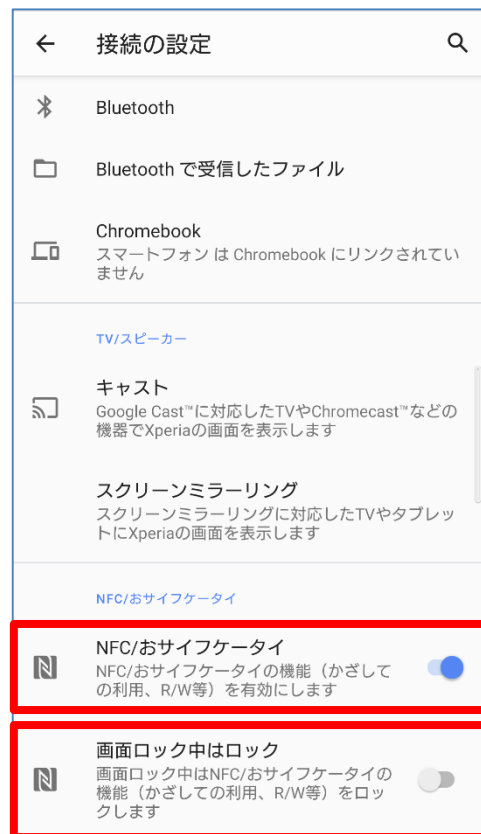 接続の設定
Bluetooth
Bluetooth で受信したファイル
Chromebook
スマートフォン は Chromebook にリンクされてい
ません
TV/スピーカー
キャスト
Google Cast™に対応したTVやChromecast™などの
機器でXperiaの画面を表示します
スクリーンミラーリング
スクリーンミラーリングに対応したTVやタブレッ
トにXperiaの画面を表示します
NFC/おサイフケータイ
NFC/おサイフケータイ
NFC/おサイフケータイの機能（かざして
の利用、R/W等）を有効にします
画面ロック中はロック
画面ロック中はNFC/おサイフケータイの
機能（かざしての利用、R/W等）をロッ
クします